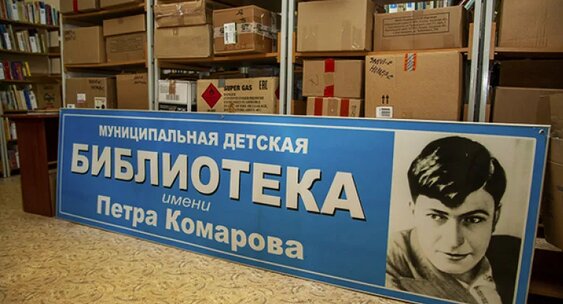 SUPER GAS
МУНИЦИПАЛЬНАЯ ДЕТСКАЯ
БИБЛИОТЕКА
имени
Петра Комарова